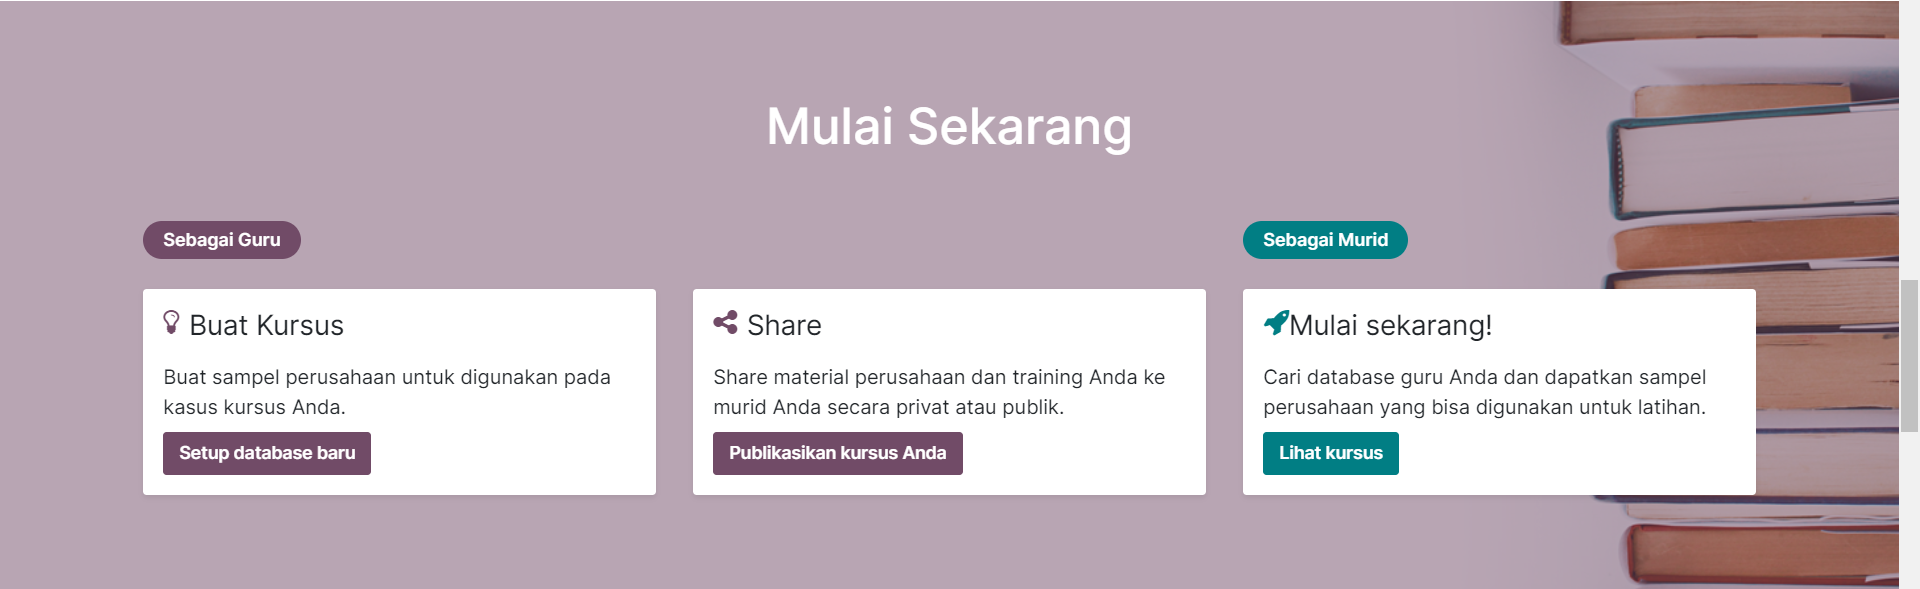 Mulai Sekarang
Sebagai Guru
Sebagai Murid
Buat Kursus
Buat sampel perusahaan untuk digunakan pada
kasus kursus Anda.
Setup database baru
Share
Share material perusahaan dan training Anda ke
murid Anda secara privat atau publik.
Publikasikan kursus Anda
Mulai sekarang!
Cari database guru Anda dan dapatkan sampel
perusahaan yang bisa digunakan untuk latihan.
Lihat kursus